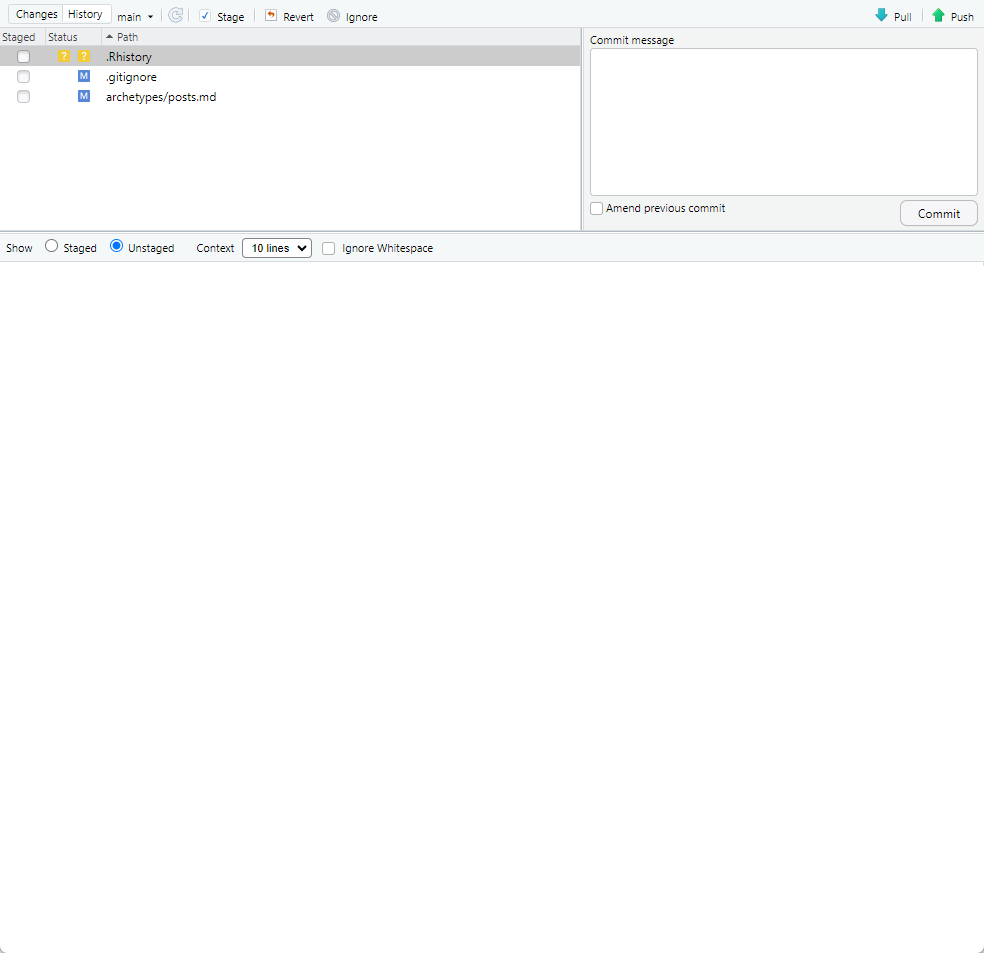 Changes History main Stage Revert Ignore Pull Push
Staged Status Path
? ? .Rhistory
M .gitignore
M archetypes/posts.md
Commit message
Amend previous commit
Commit
Show Staged Unstaged Context 10 lines Ignore Whitespace